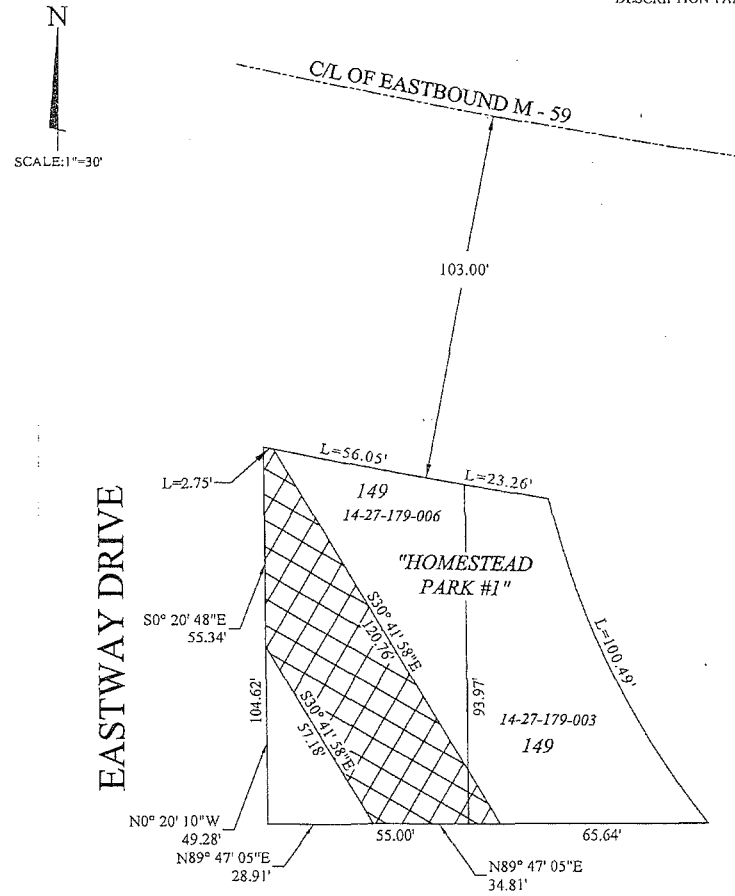 N
SCALE:1"=30'
C/L OF EASTBOUND M - 59
103.00'
L=56.05'
L=23.26'
L=2.75'
149
14-27-179-006
"HOMESTEAD
PARK #1"
EASTWAY DRIVE
S0° 20' 48"E
55.34'
S30° 41' 58"E
120.76'
L=100.49'
104.62'
S30° 41' 58"E
57.18'
93.97'
14-27-179-003
149
N0° 20' 10"W
49.28'
N89° 47' 05"E
28.91'
55.00'
65.64'
N89° 47' 05"E
34.81'